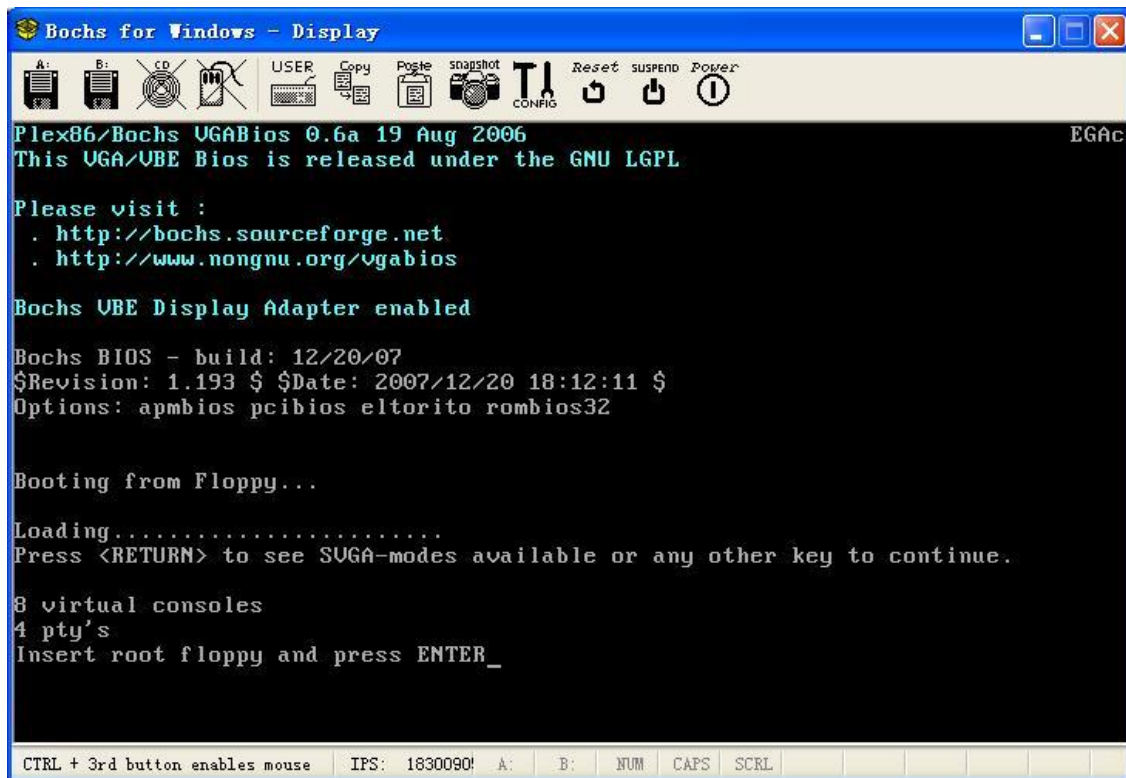 Bochs for Windows - Display
A: B: CD USER Copy Poste snapshot CONFIG Reset SUSPEND Power
Plex86/Bochs VGABios 0.6a 19 Aug 2006 EGAc
This VGA/VBE Bios is released under the GNU LGPL
Please visit :
. http://bochs.sourceforge.net
. http://www.nongnu.org/vgabios
Bochs VBE Display Adapter enabled
Bochs BIOS - build: 12/20/07
$Revision: 1.193 $ $Date: 2007/12/20 18:12:11 $
Options: apmbios pcibios eltorito rombios32
Booting from Floppy...
Loading........................
Press <RETURN> to see SVGA-modes available or any other key to continue.
8 virtual consoles
4 pty's
Insert root floppy and press ENTER_
CTRL + 3rd button enables mouse IPS: A: B: NUM CAPS SCRL